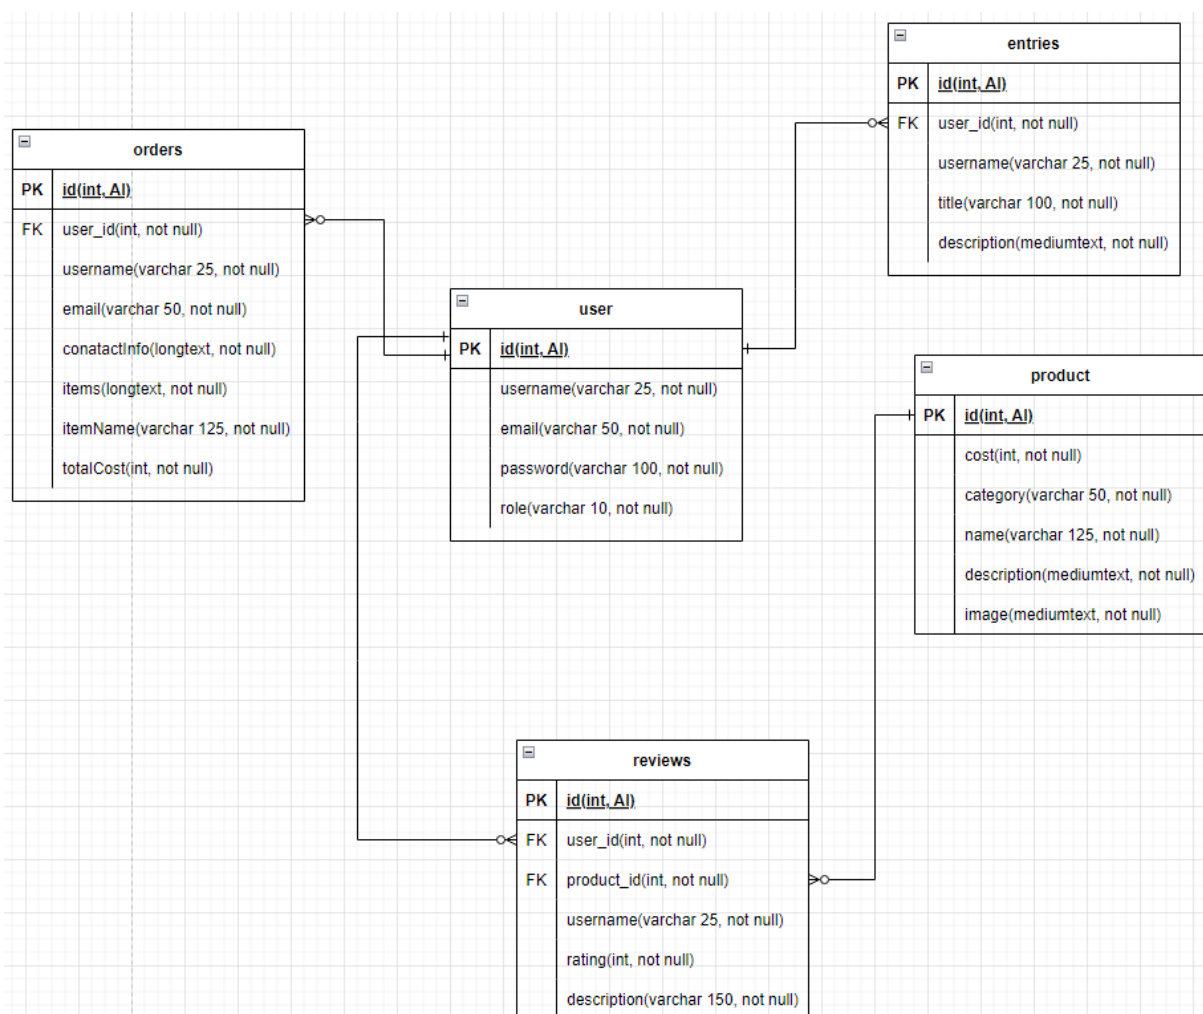 entries
PK id(int, AI)
FK user_id(int, not null)
username(varchar 25, not null)
title(varchar 100, not null)
description(mediumtext, not null)
orders
PK id(int, AI)
FK user_id(int, not null)
username(varchar 25, not null)
email(varchar 50, not null)
conatactInfo(longtext, not null)
items(longtext, not null)
itemName(varchar 125, not null)
totalCost(int, not null)
user
PK id(int, AI)
username(varchar 25, not null)
email(varchar 50, not null)
password(varchar 100, not null)
role(varchar 10, not null)
product
PK id(int, AI)
cost(int, not null)
category(varchar 50, not null)
name(varchar 125, not null)
description(mediumtext, not null)
image(mediumtext, not null)
reviews
PK id(int, AI)
FK user_id(int, not null)
FK product_id(int, not null)
username(varchar 25, not null)
rating(int, not null)
description(varchar 150, not null)